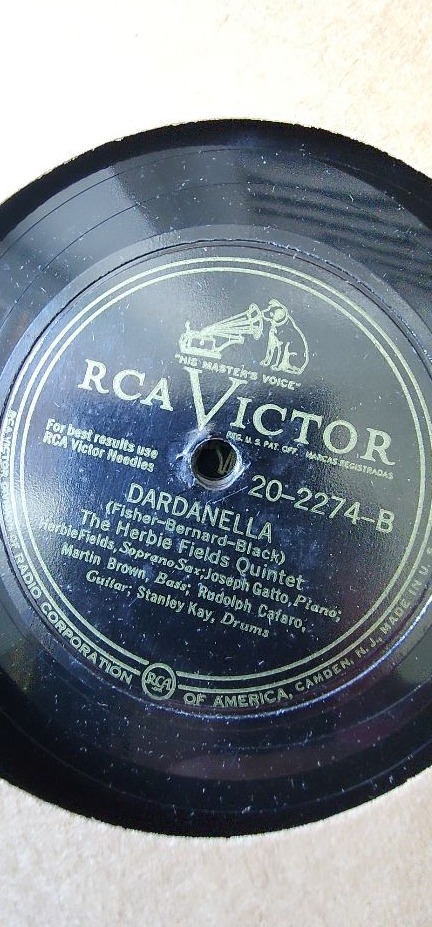 "HIS MASTER'S VOICE"
RCA VICTOR
REG. U.S. PAT. OFF. MARCAS REGISTRADAS
For best results use
RCA Victor Needles
20-2274-B
DARDANELLA
(Fisher-Bernard-Black)
The Herbie Fields Quintet
Herbie Fields, Soprano Sax; Joseph Gatto, Piano;
Martin Brown, Bass; Rudolph Cafaro,
Guitar; Stanley Kay, Drums
RADIO CORPORATION RCA OF AMERICA, CAMDEN, N.J., MADE IN U.S.